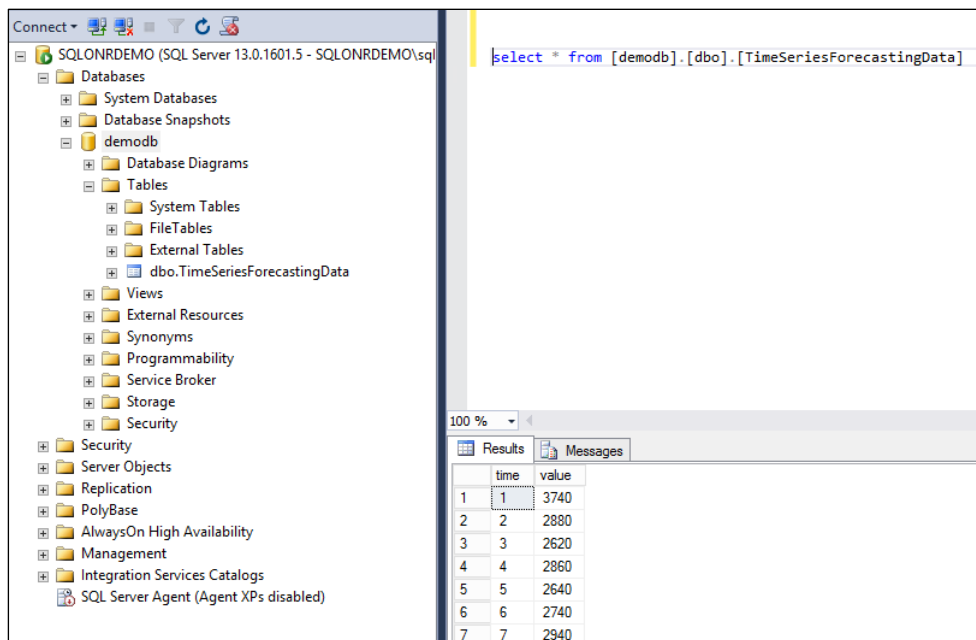 Connect
SQLONRDEMO (SQL Server 13.0.1601.5 - SQLONRDEMO\sql
Databases
System Databases
Database Snapshots
demodb
Database Diagrams
Tables
System Tables
FileTables
External Tables
dbo.TimeSeriesForecastingData
Views
External Resources
Synonyms
Programmability
Service Broker
Storage
Security
Security
Server Objects
Replication
PolyBase
AlwaysOn High Availability
Management
Integration Services Catalogs
SQL Server Agent (Agent XPs disabled)
select * from [demodb].[dbo].[TimeSeriesForecastingData]
100 %
Results Messages
time value
1 1 3740
2 2 2880
3 3 2620
4 4 2860
5 5 2640
6 6 2740
7 7 2940